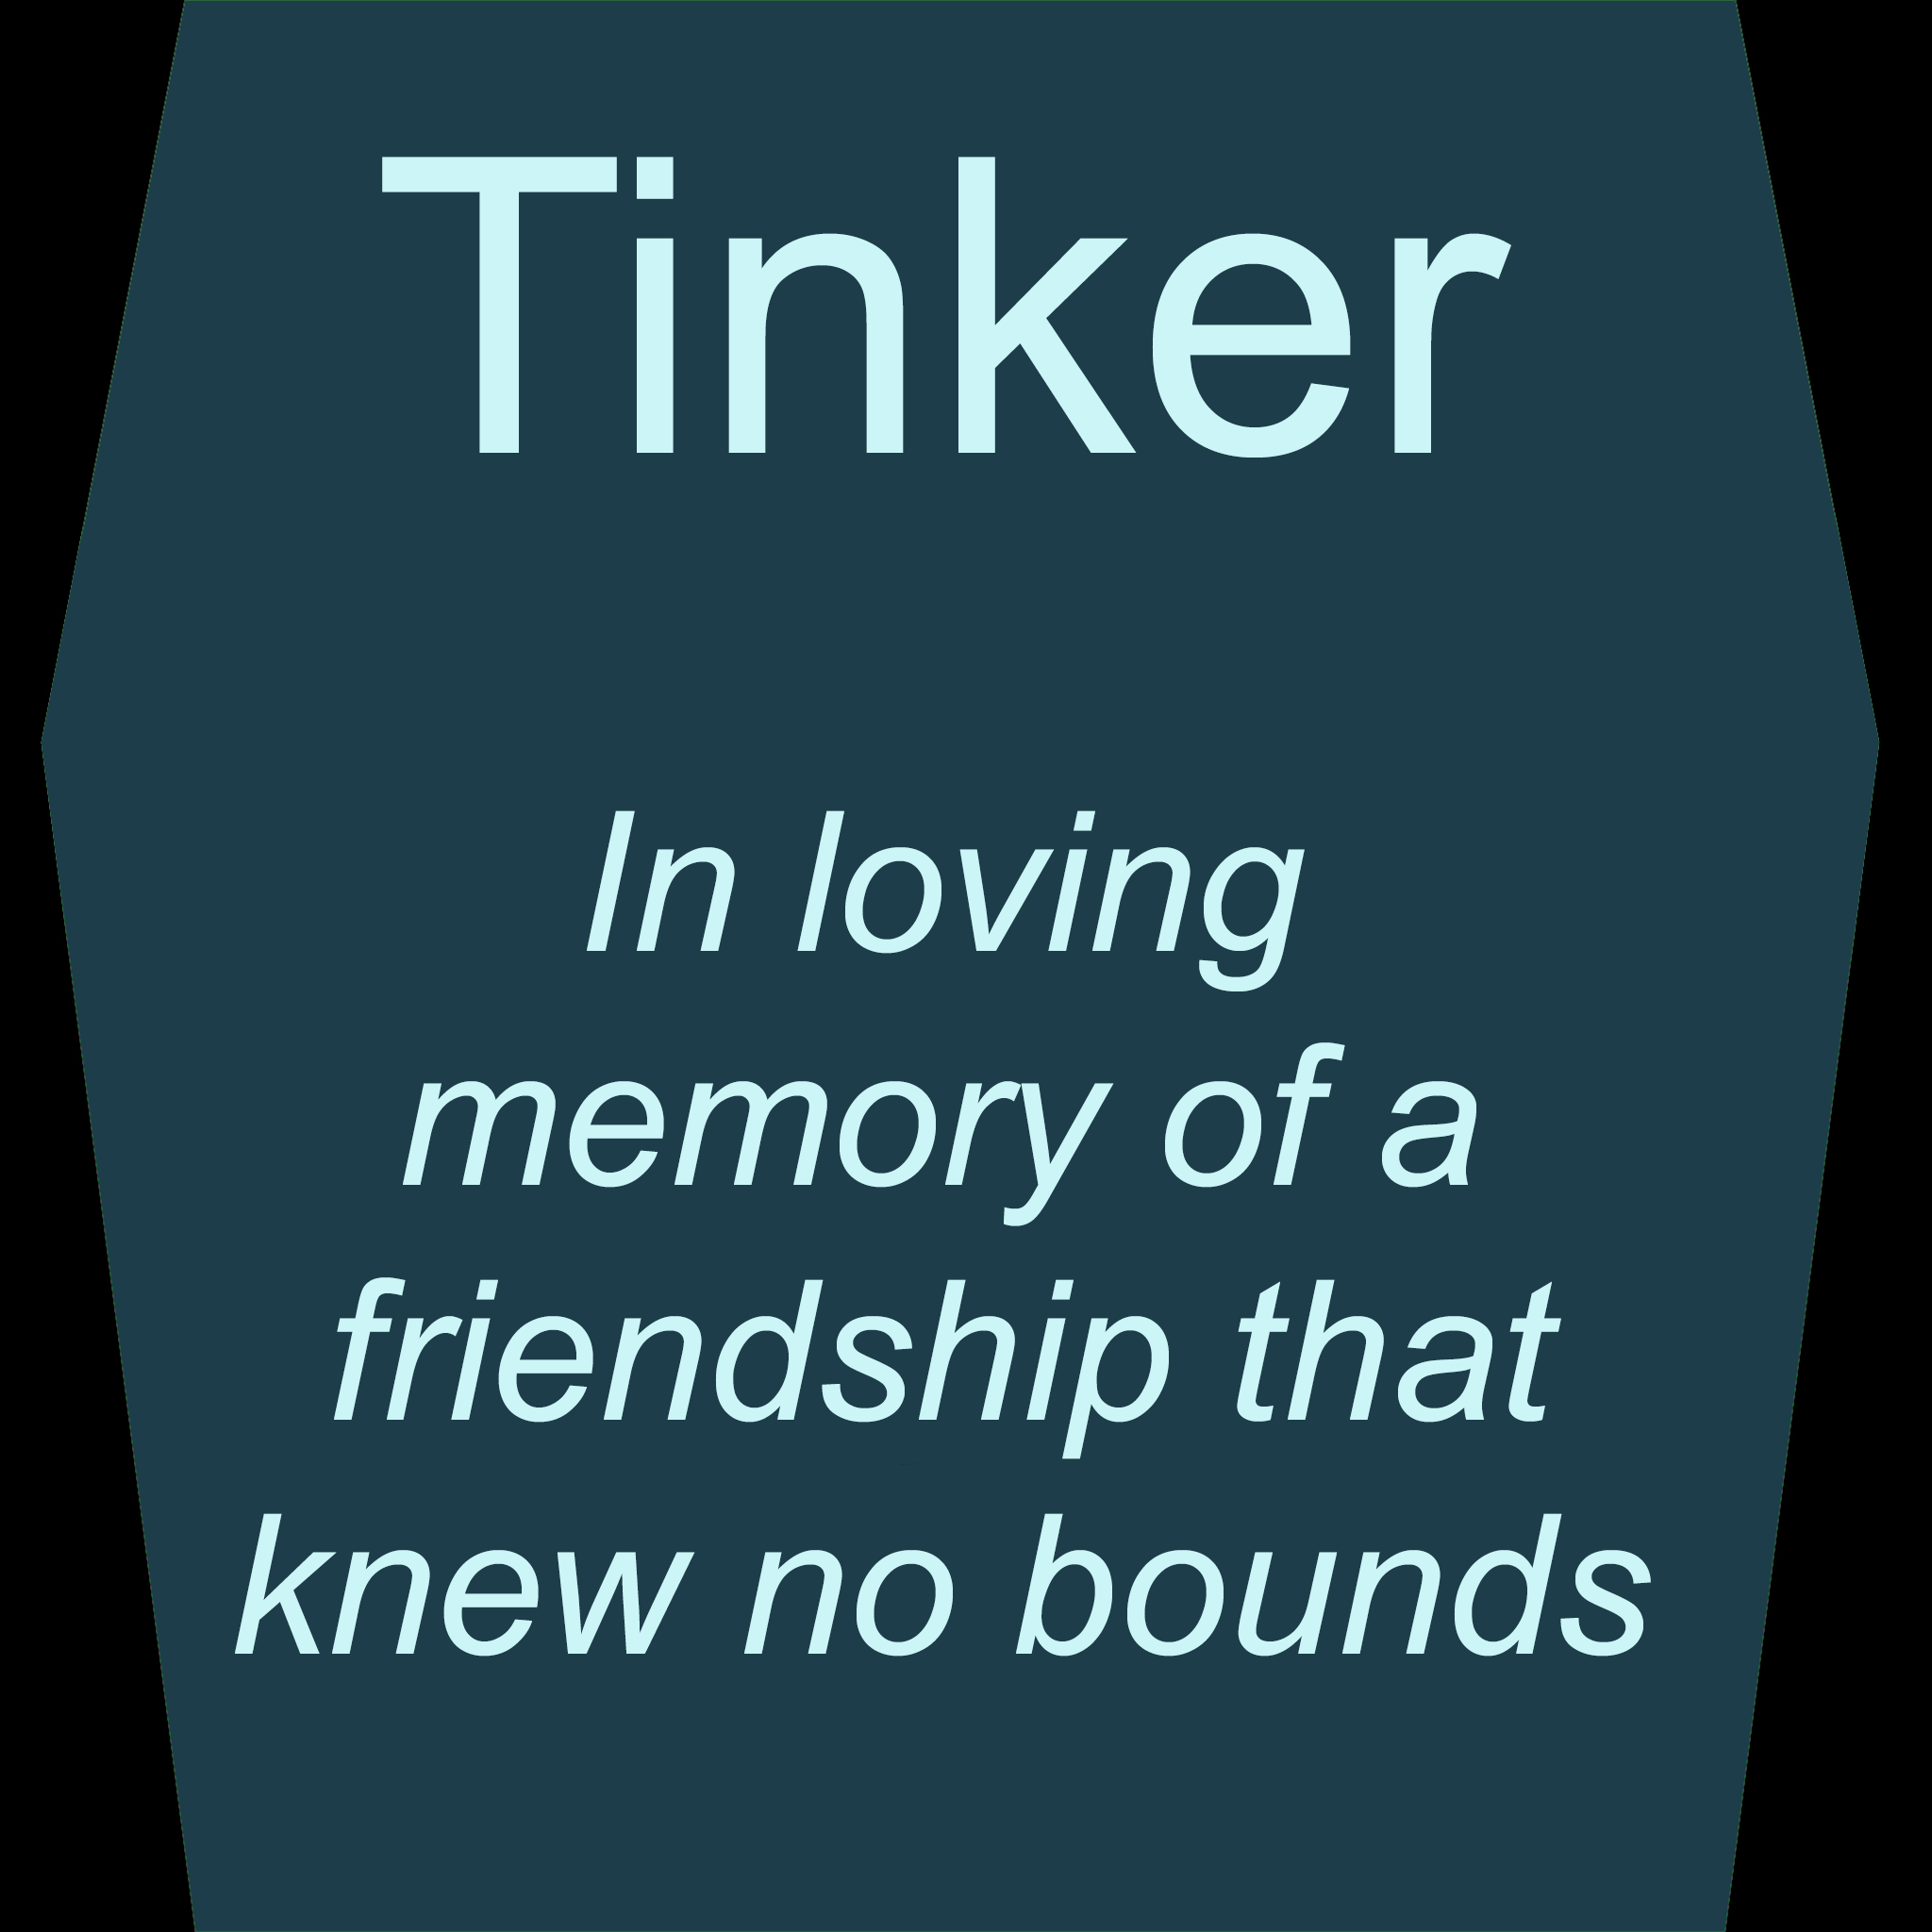 Tinker
In loving
memory of a
friendship that
knew no bounds